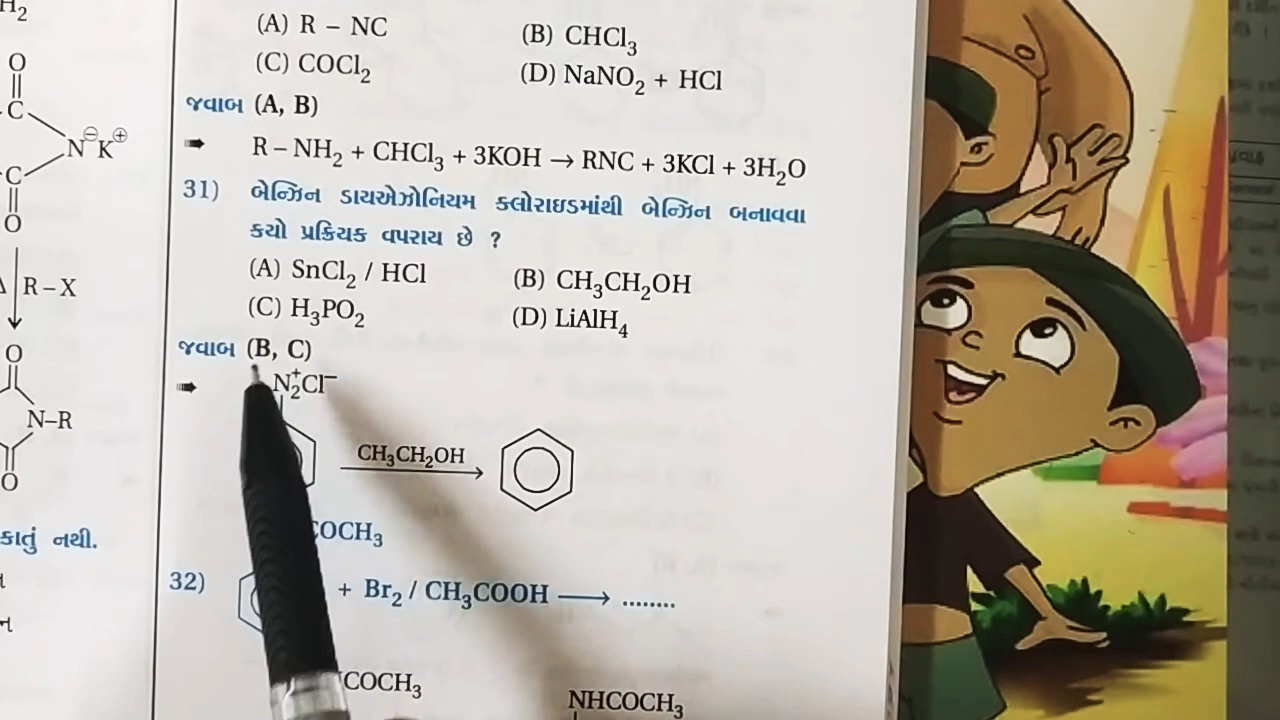 H₂
O
C
N⊖K⊕
C
O
R – X
O
N–R
O
કાતું નથી.
(A) R – NC (B) CHCl₃
(C) COCl₂ (D) NaNO₂ + HCl
જવાબ (A, B)
➠ R – NH₂ + CHCl₃ + 3KOH → RNC + 3KCl + 3H₂O
31) બેન્ઝિન ડાયએઝોનિયમ ક્લોરાઇડમાંથી બેન્ઝિન બનાવવા
કયો પ્રક્રિયક વપરાય છે ?
(A) SnCl₂ / HCl (B) CH₃CH₂OH
(C) H₃PO₂ (D) LiAlH₄
જવાબ (B, C)
➠ N₂⁺Cl⁻
CH₃CH₂OH
COCH₃
32) + Br₂ / CH₃COOH ⟶ ........
COCH₃ NHCOCH₃